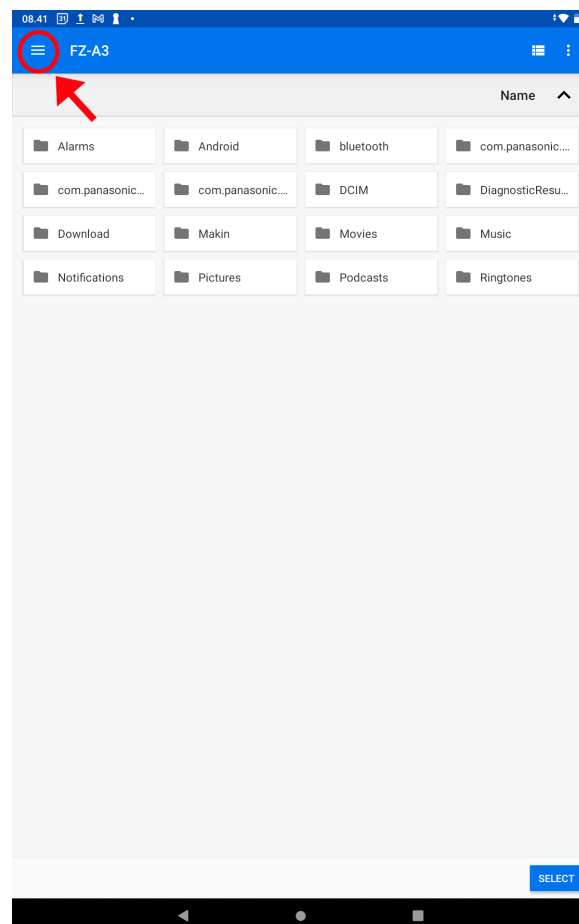 08.41 31
FZ-A3
Name
Alarms Android bluetooth com.panasonic....
com.panasonic... com.panasonic.... DCIM DiagnosticResu...
Download Makin Movies Music
Notifications Pictures Podcasts Ringtones
SELECT